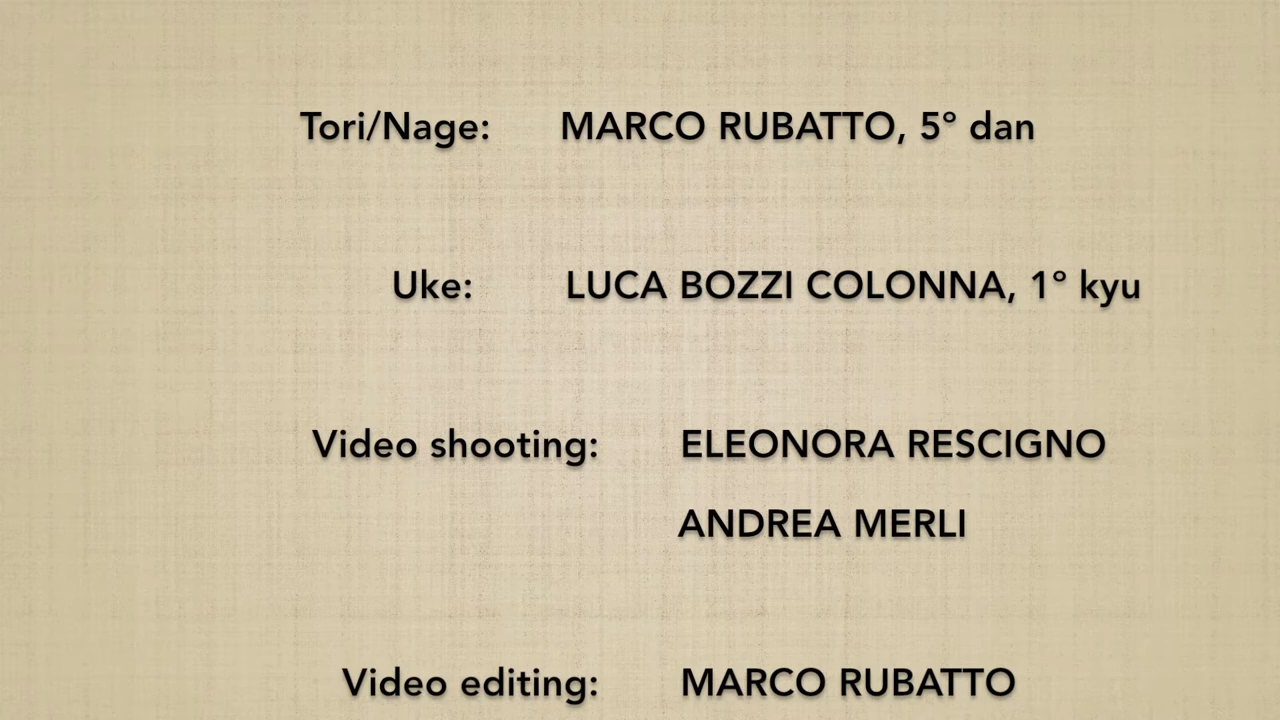 Tori/Nage: MARCO RUBATTO, 5° dan
Uke: LUCA BOZZI COLONNA, 1° kyu
Video shooting: ELEONORA RESCIGNO
ANDREA MERLI
Video editing: MARCO RUBATTO